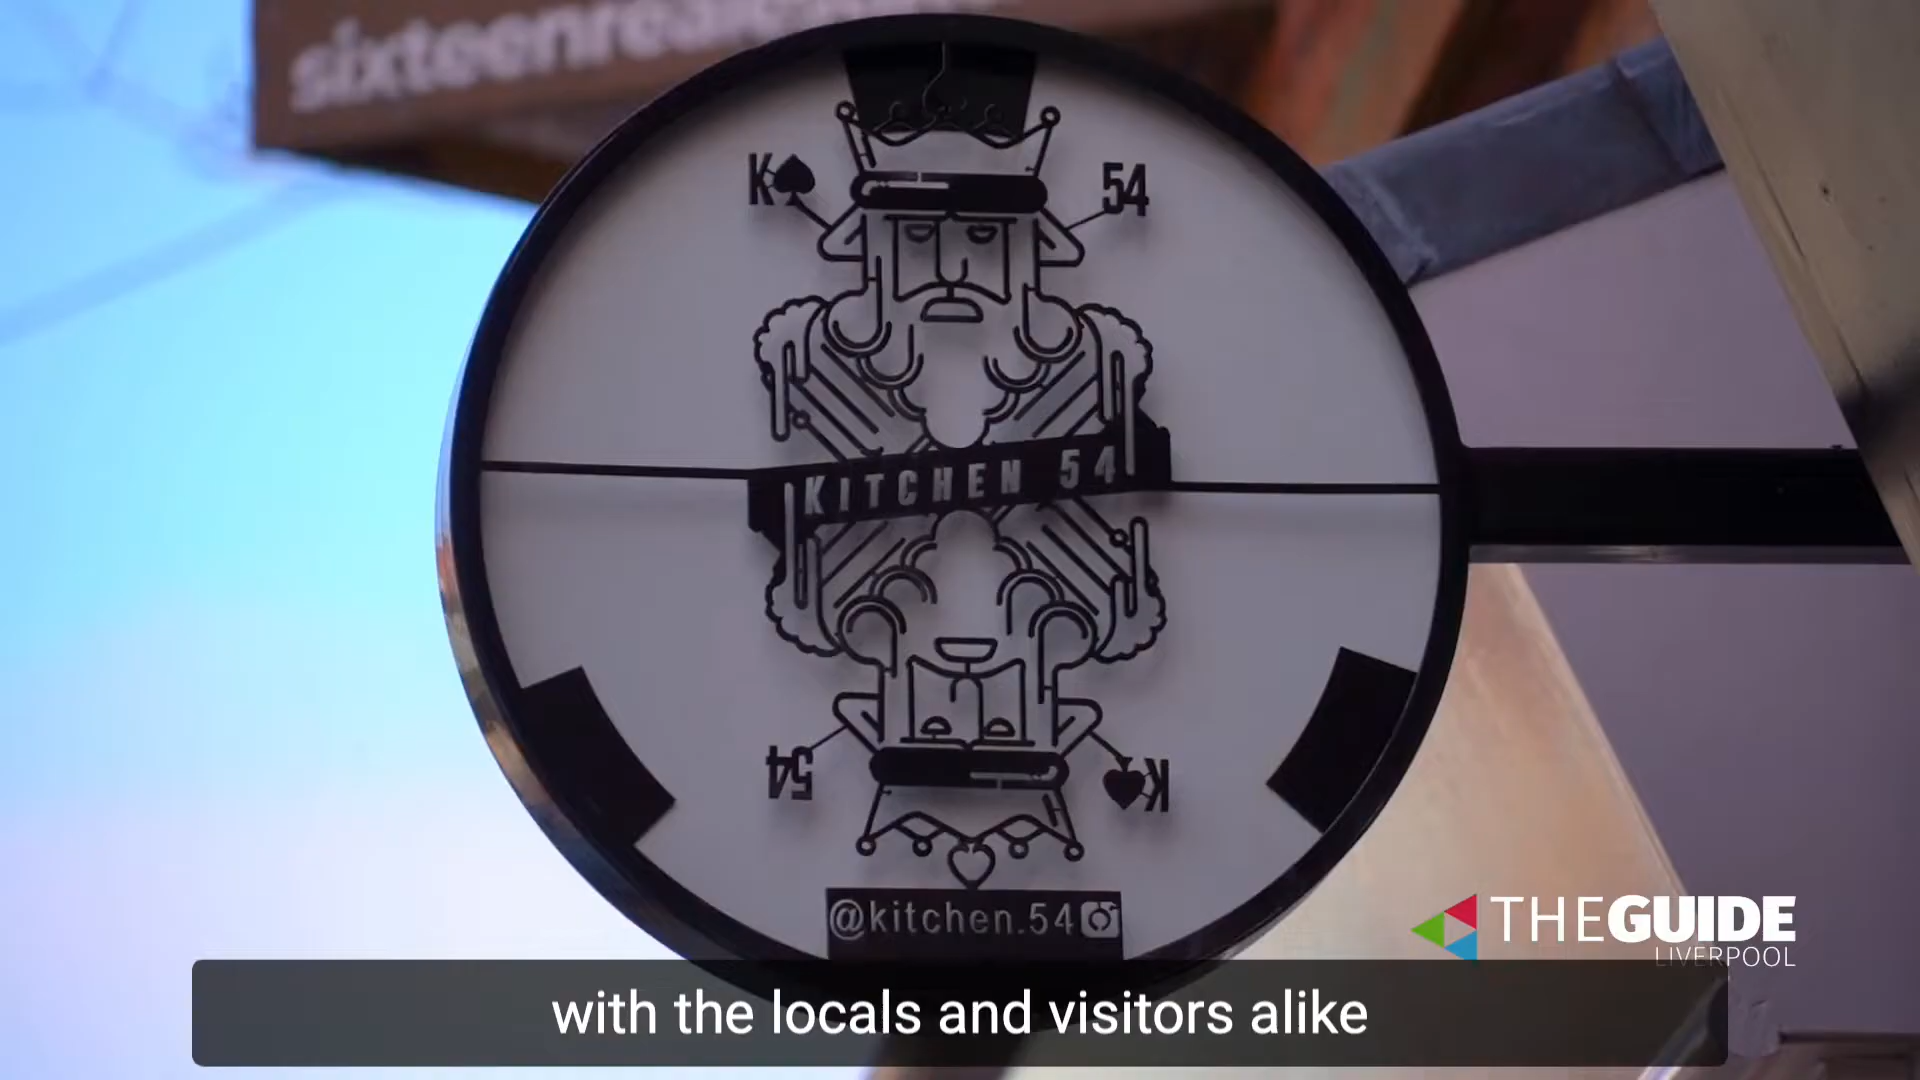 K 54
KITCHEN 54
54 K
@kitchen.54
THEGUIDE
LIVERPOOL
with the locals and visitors alike